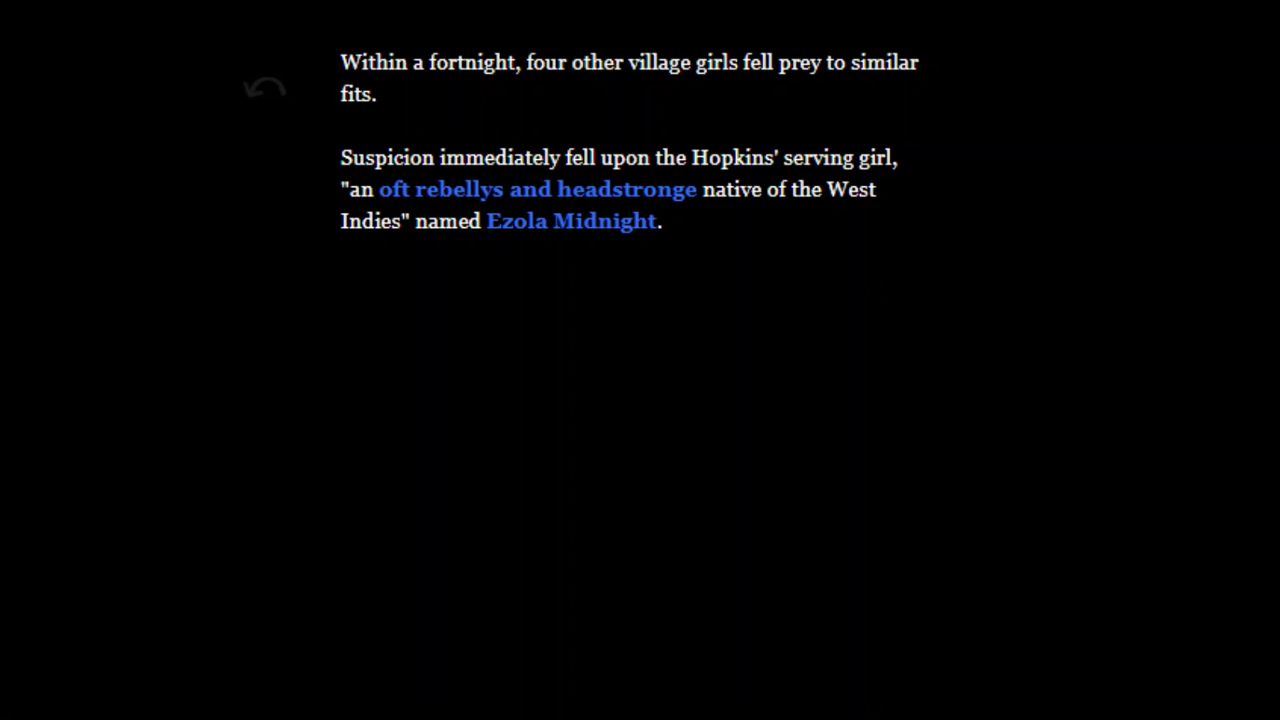 Within a fortnight, four other village girls fell prey to similar
fits.
Suspicion immediately fell upon the Hopkins' serving girl,
"an oft rebellys and headstronge native of the West
Indies" named Ezola Midnight.